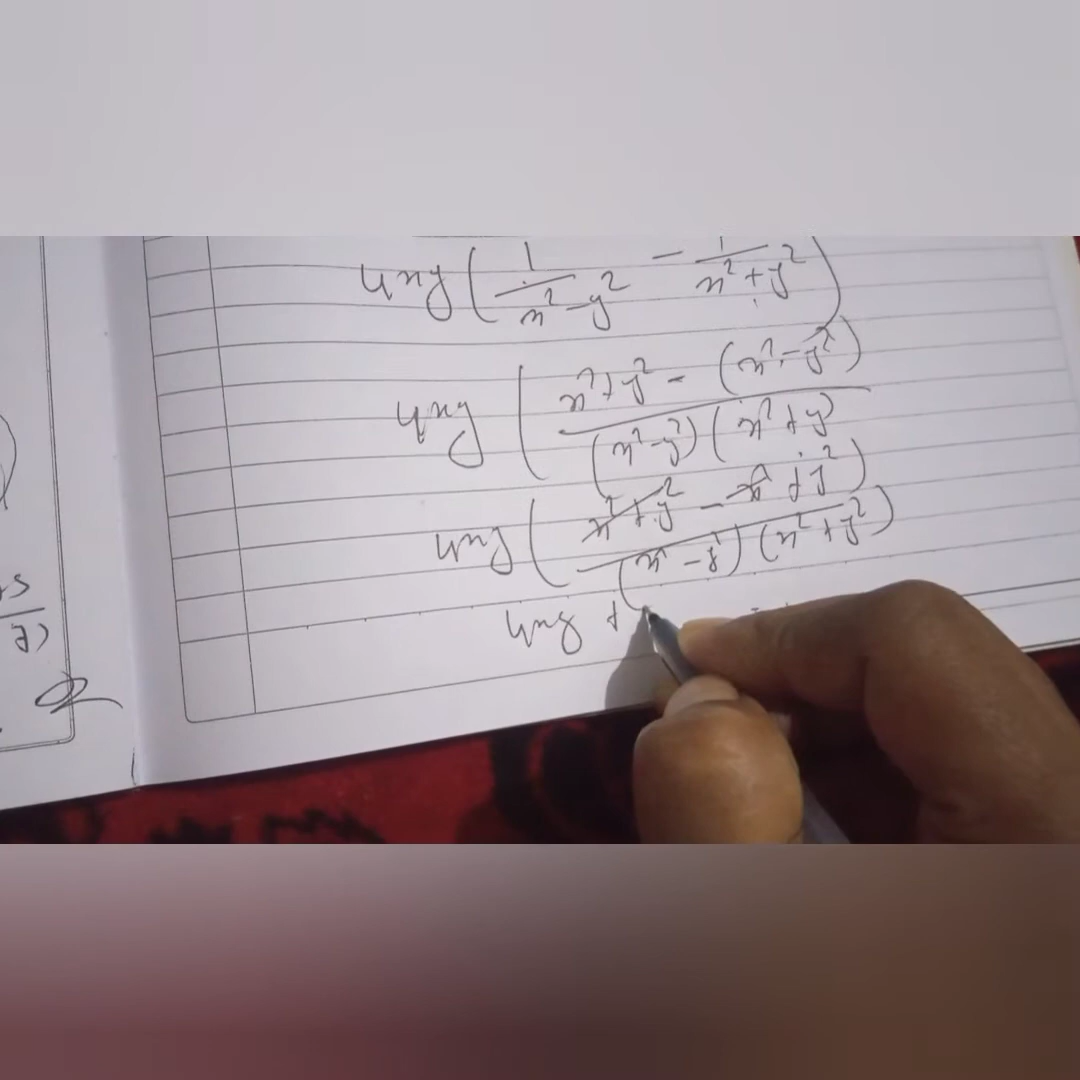 4xy ( 1/(x² - y²) - 1/(x² + y²) )
4xy ( (x² + y² - (x² - y²)) / ((x² - y²)(x² + y²)) )
4xy ( (x² + y² - x² + y²) / ((x² - y²)(x² + y²)) )
4xy +